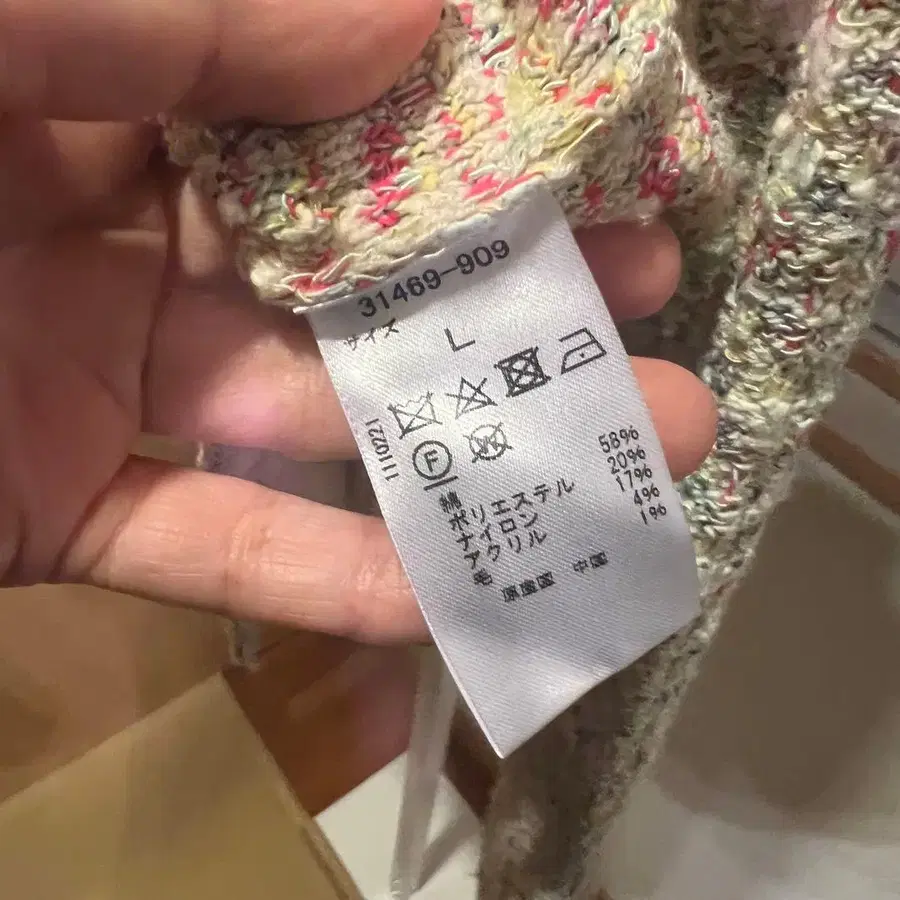 31469-909
サイズ
L
111G221
F
W
綿 58%
ポリエステル 20%
ナイロン 17%
アクリル 4%
毛 1%
原産国 中国